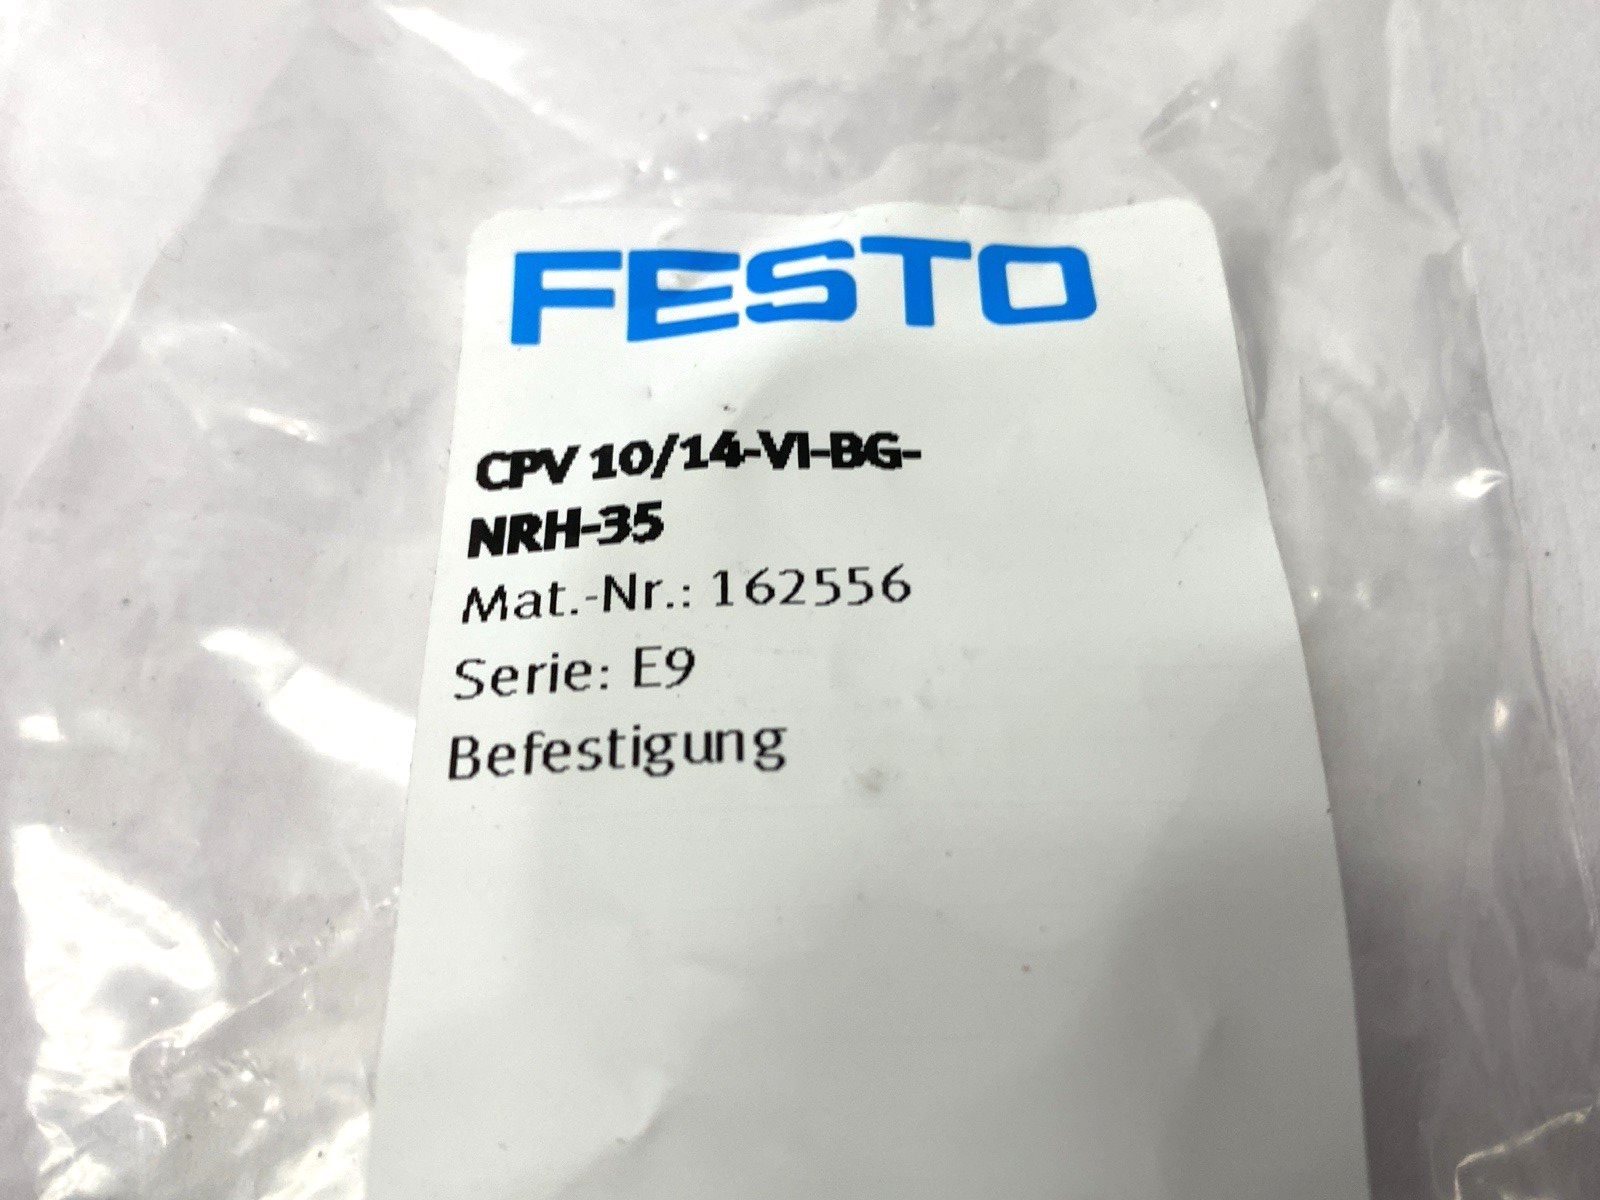 FESTO
CPV 10/14-VI-BG-
NRH-35
Mat.-Nr.: 162556
Serie: E9
Befestigung